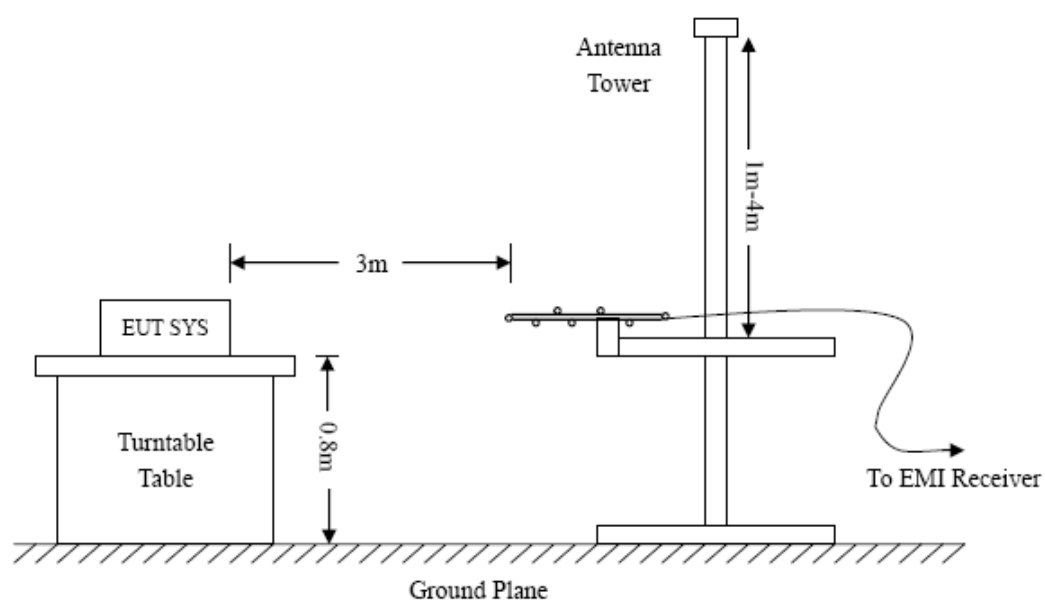 Antenna
Tower
1m-4m
3m
EUT SYS
0.8m
Turntable
Table
To EMI Receiver
Ground Plane